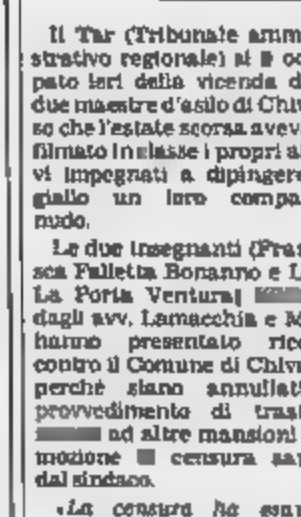 Il Tar (Tribunale amm
strativo regionale) si è oc
pato ieri della vicenda d
due maestre d'asilo di Chiv
so che l'estate scorsa avev
filmato in classe i propri al
vi impegnati a dipingere
giallo un loro compa
nudo.
Le due insegnanti (Fran
sca Falletta Bonanno e L
La Porta Ventura)
dagli avv. Lamacchia e M
hanno presentato rico
contro il Comune di Chiv
perché siano annullati
provvedimento di tras
ad altre mansioni
mozione censura
dal sindaco.
«La censura ha